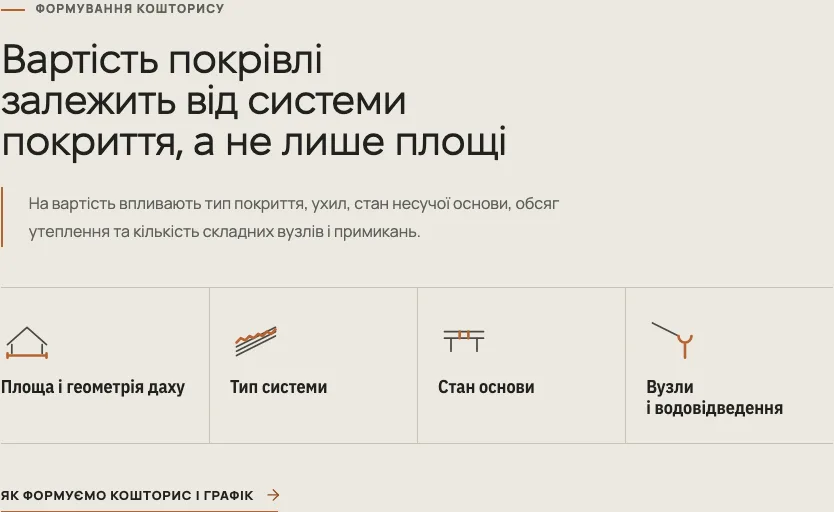 ФОРМУВАННЯ КОШТОРИСУ
Вартість покрівлі
залежить від системи
покриття, а не лише площі
На вартість впливають тип покриття, ухил, стан несучої основи, обсяг
утеплення та кількість складних вузлів і примикань.
Площа і геометрія даху
Тип системи
Стан основи
Вузли
і водовідведення
ЯК ФОРМУЄМО КОШТОРИС І ГРАФІК